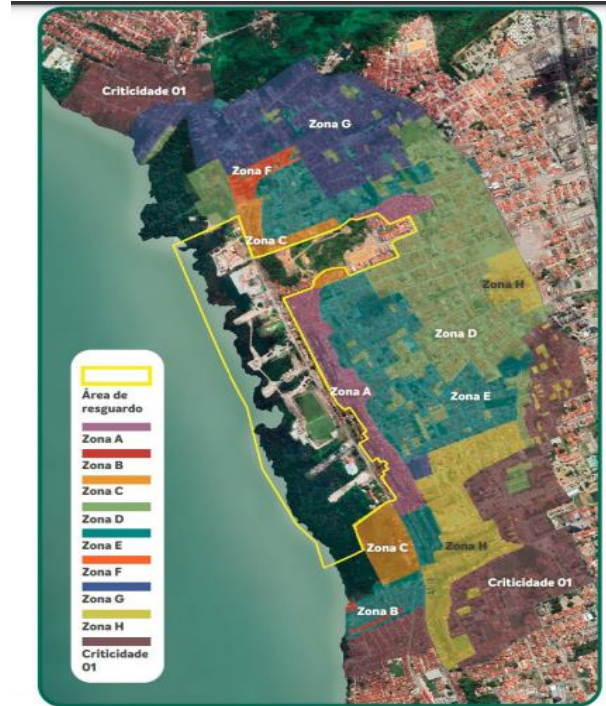 Criticidade 01
Zona G
Zona F
Zona C
Zona H
Zona D
Zona A
Zona E
Zona C
Zona H
Criticidade 01
Zona B
Área de
resguardo
Zona A
Zona B
Zona C
Zona D
Zona E
Zona F
Zona G
Zona H
Criticidade
01